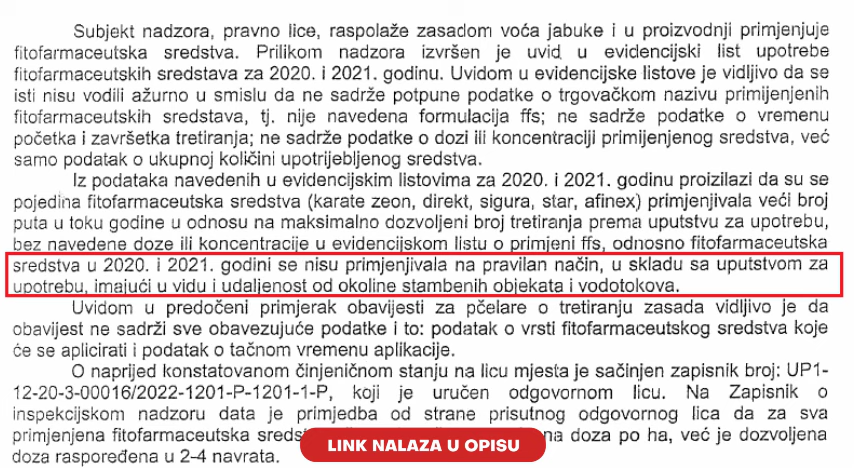 Subjekt nadzora, pravno lice, raspolaže zasadom voća jabuke i u proizvodnji primjenjuje
fitofarmaceutska sredstva. Prilikom nadzora izvršen je uvid u evidencijski list upotrebe
fitofarmaceutskih sredstava za 2020. i 2021. godinu. Uvidom u evidencijske listove je vidljivo da se
isti nisu vodili ažurno u smislu da ne sadrže potpune podatke o trgovačkom nazivu primijenjenih
fitofarmaceutskih sredstava, tj. nije navedena formulacija ffs; ne sadrže podatke o vremenu
početka i završetka tretiranja; ne sadrže podatke o dozi ili koncentraciji primijenjenog sredstva, već
samo podatak o ukupnoj količini upotrijebljenog sredstva.
Iz podataka navedenih u evidencijskim listovima za 2020. i 2021. godinu proizilazi da su se
pojedina fitofarmaceutska sredstva (karate zeon, direkt, sigura, star, afinex) primjenjivala veći broj
puta u toku godine u odnosu na maksimalno dozvoljeni broj tretiranja prema uputstvu za upotrebu,
bez navedene doze ili koncentracije u evidencijskom listu o primjeni ffs, odnosno fitofarmaceutska
sredstva u 2020. i 2021. godini se nisu primjenjivala na pravilan način, u skladu sa uputstvom za
upotrebu, imajući u vidu i udaljenost od okoline stambenih objekata i vodotokova.
Uvidom u predočeni primjerak obavijesti za pčelare o tretiranju zasada vidljivo je da
obavijest ne sadrži sve obavezujuće podatke i to: podatak o vrsti fitofarmaceutskog sredstva koje
će se aplicirati i podatak o tačnom vremenu aplikacije.
O naprijed konstatovanom činjeničnom stanju na licu mjesta je sačinjen zapisnik broj: UP1-
12-20-3-00016/2022-1201-P-1201-1-P, koji je uručen odgovornom licu. Na Zapisnik o
inspekcijskom nadzoru data je primjedba od strane prisutnog odgovornog lica da za sva
primjenjena fitofarmaceutska sredst na doza po ha, već je dozvoljena
doza raspoređena u 2-4 navrata.
LINK NALAZA U OPISU